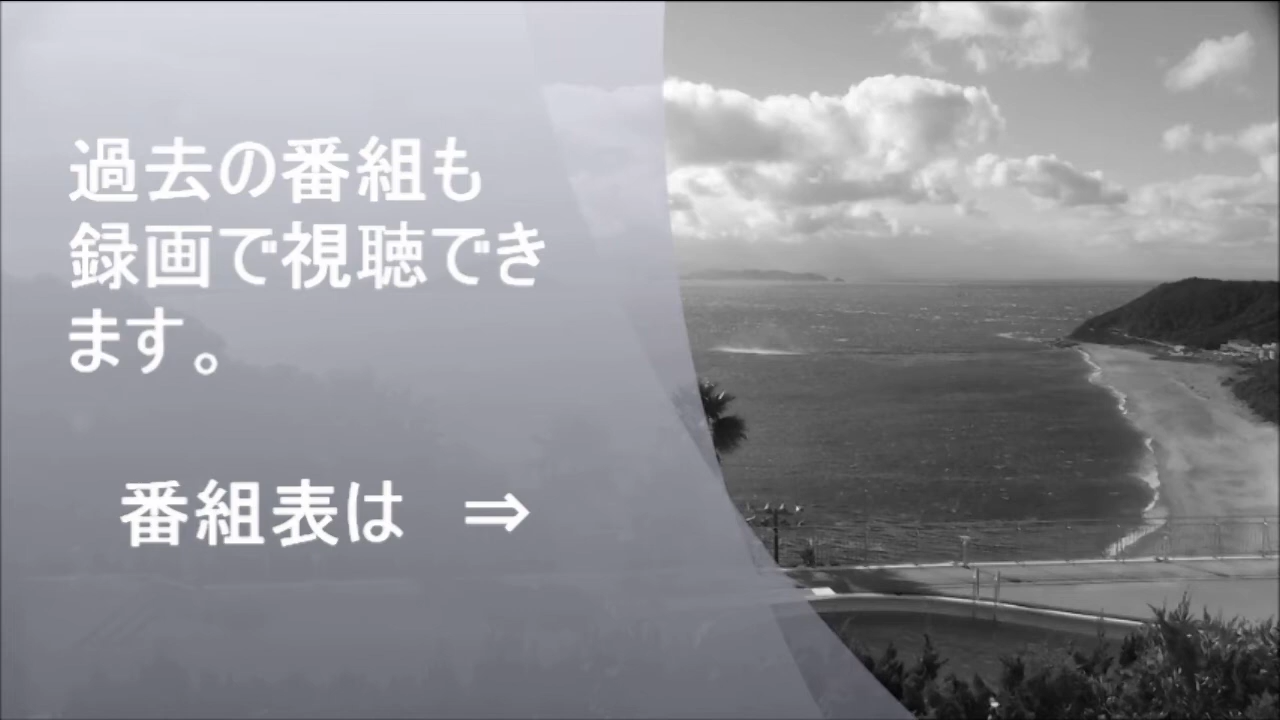 過去の番組も
録画で視聴でき
ます。
番組表は　⇒